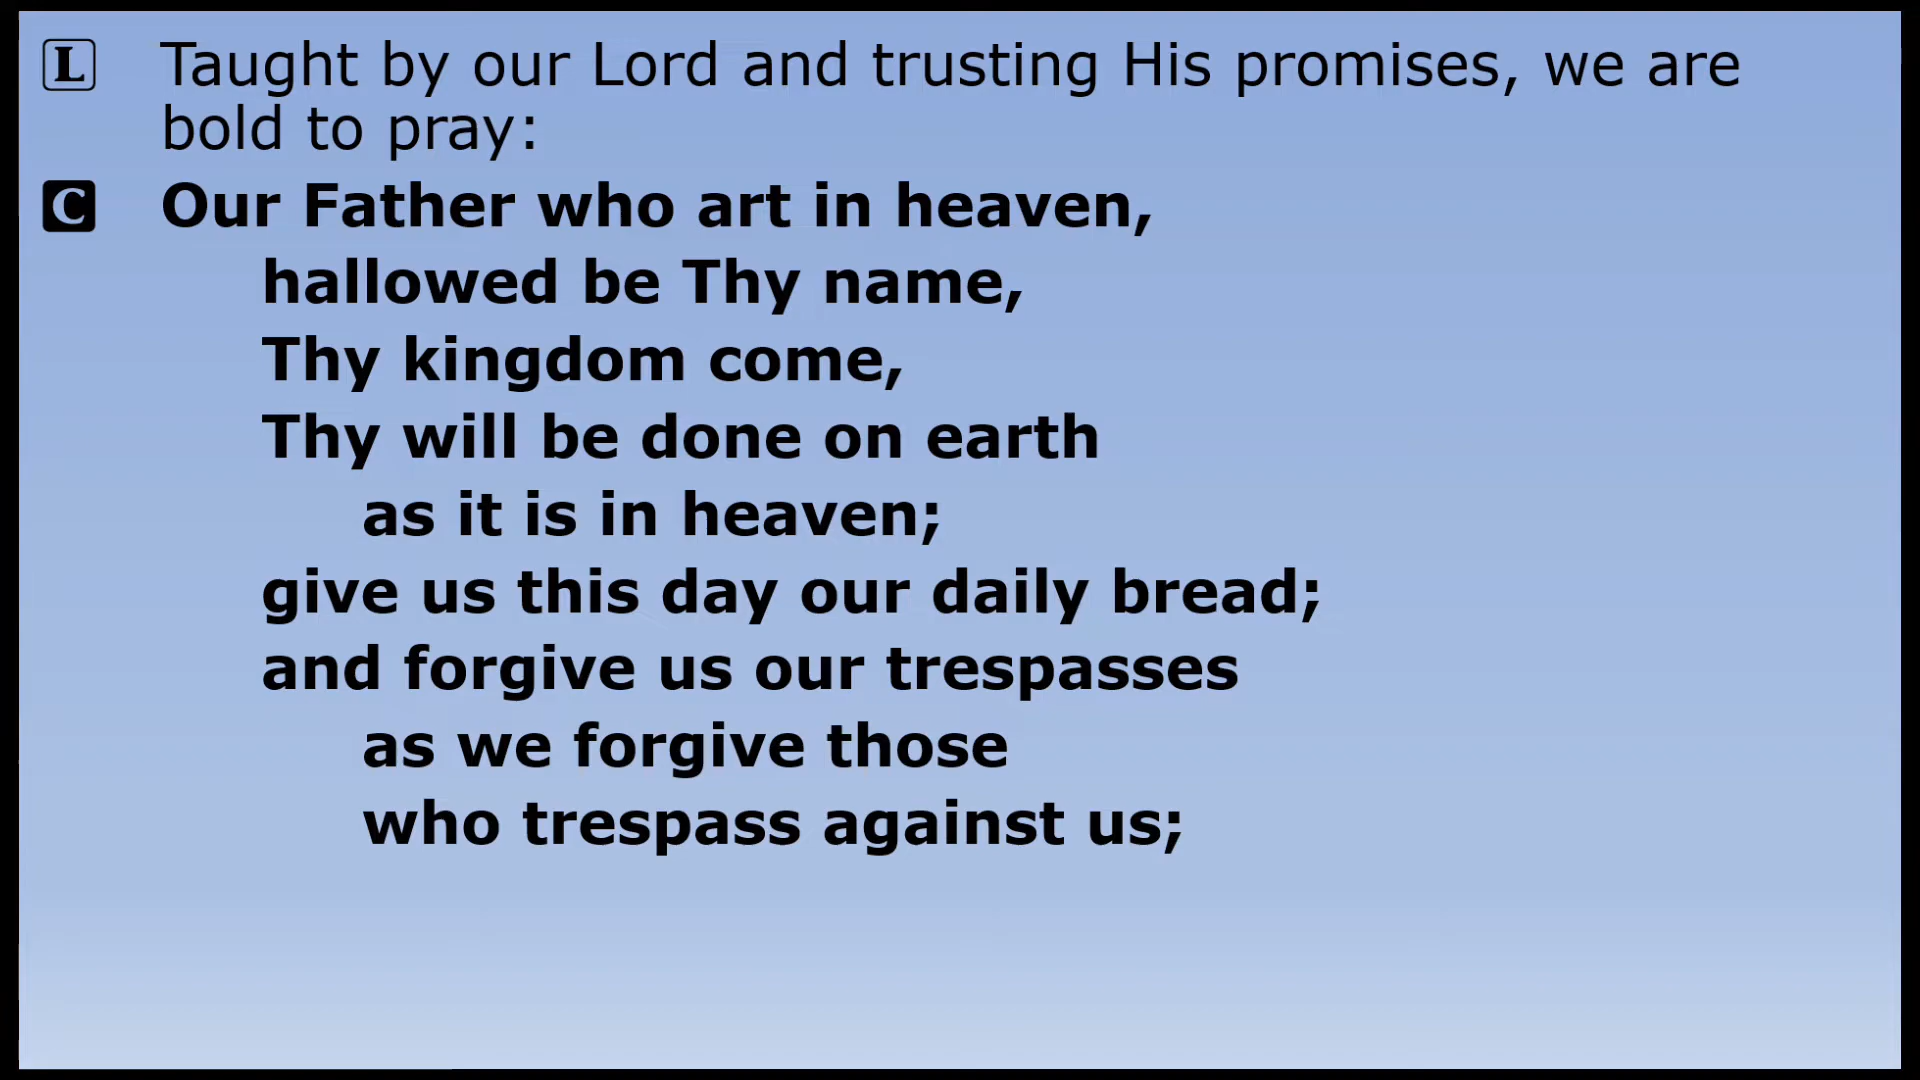 L Taught by our Lord and trusting His promises, we are
bold to pray:
C Our Father who art in heaven,
hallowed be Thy name,
Thy kingdom come,
Thy will be done on earth
as it is in heaven;
give us this day our daily bread;
and forgive us our trespasses
as we forgive those
who trespass against us;